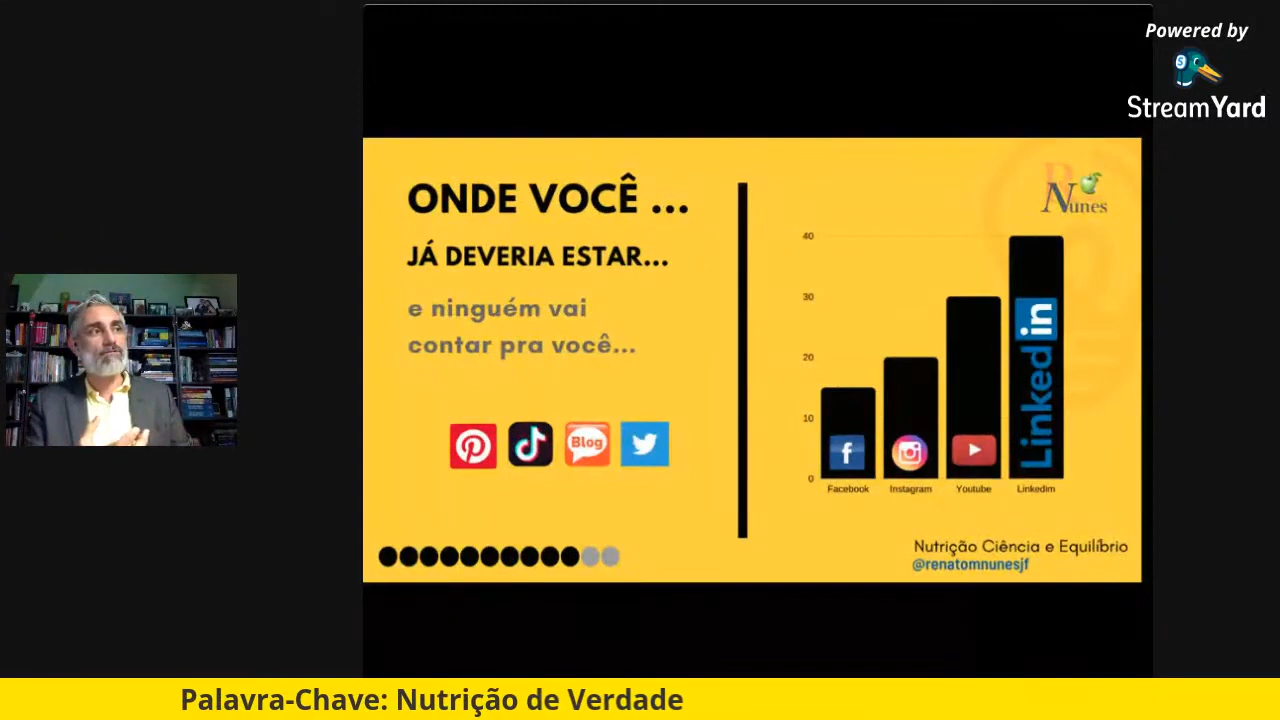 Powered by
StreamYard
ONDE VOCÊ ...
JÁ DEVERIA ESTAR...
e ninguém vai
contar pra você...
Blog
R
Nunes
40
30
20
10
0
LinkedIn
Facebook
Instagram
Youtube
Linkedim
Nutrição Ciência e Equilíbrio
@renatomnunesjf
Palavra-Chave: Nutrição de Verdade